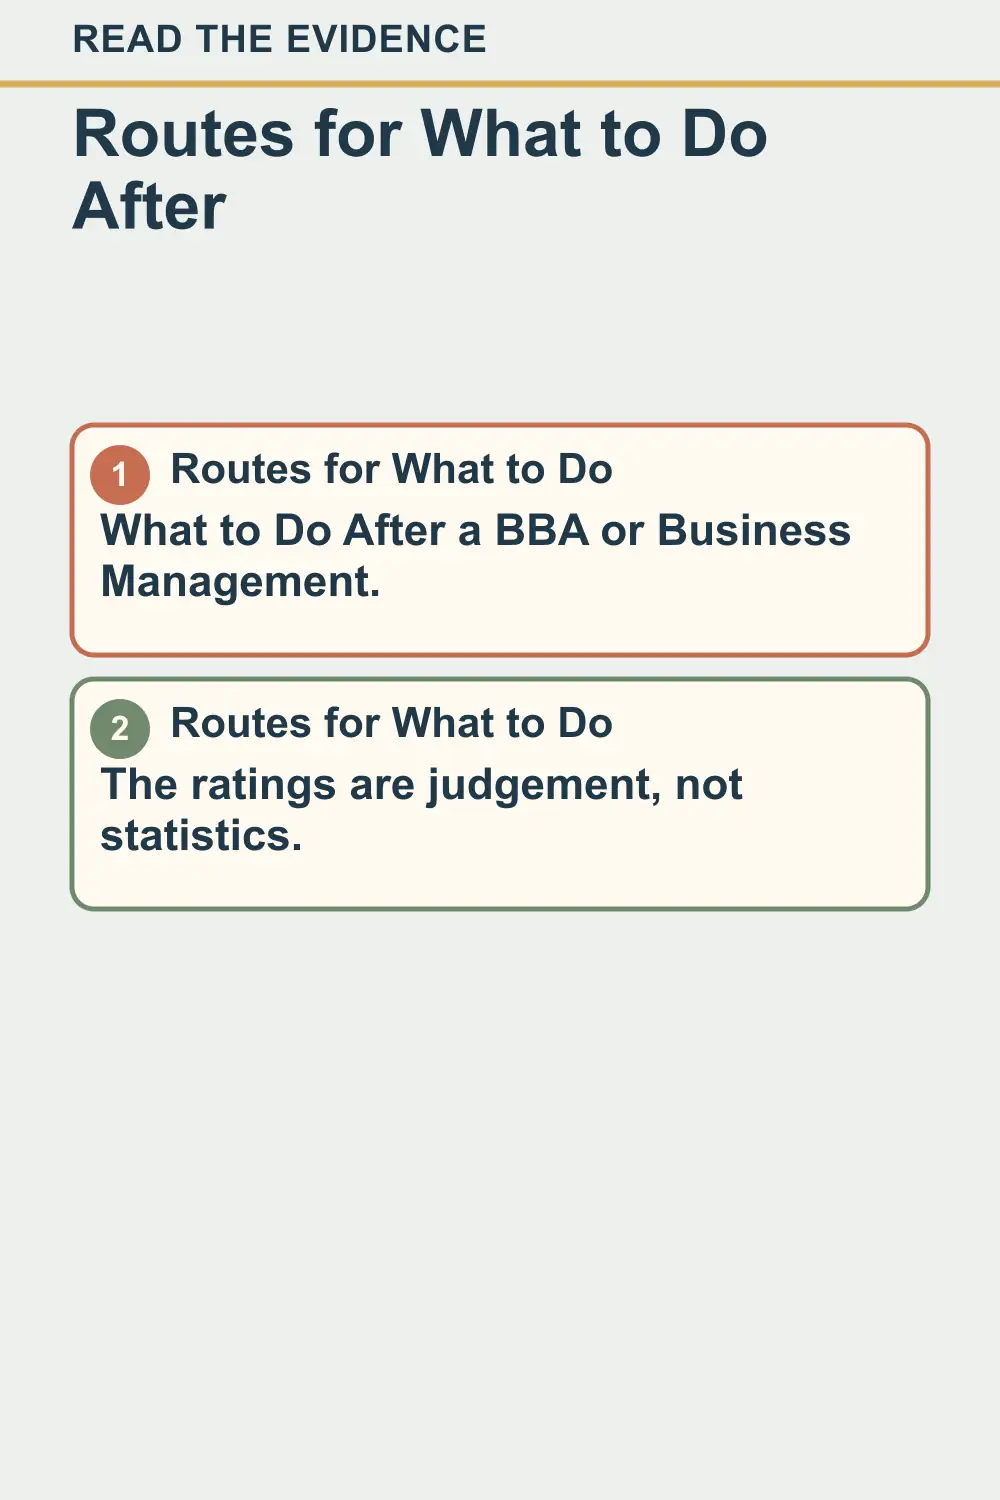 READ THE EVIDENCE
Routes for What to Do
After
1 Routes for What to Do
What to Do After a BBA or Business
Management.
2 Routes for What to Do
The ratings are judgement, not
statistics.